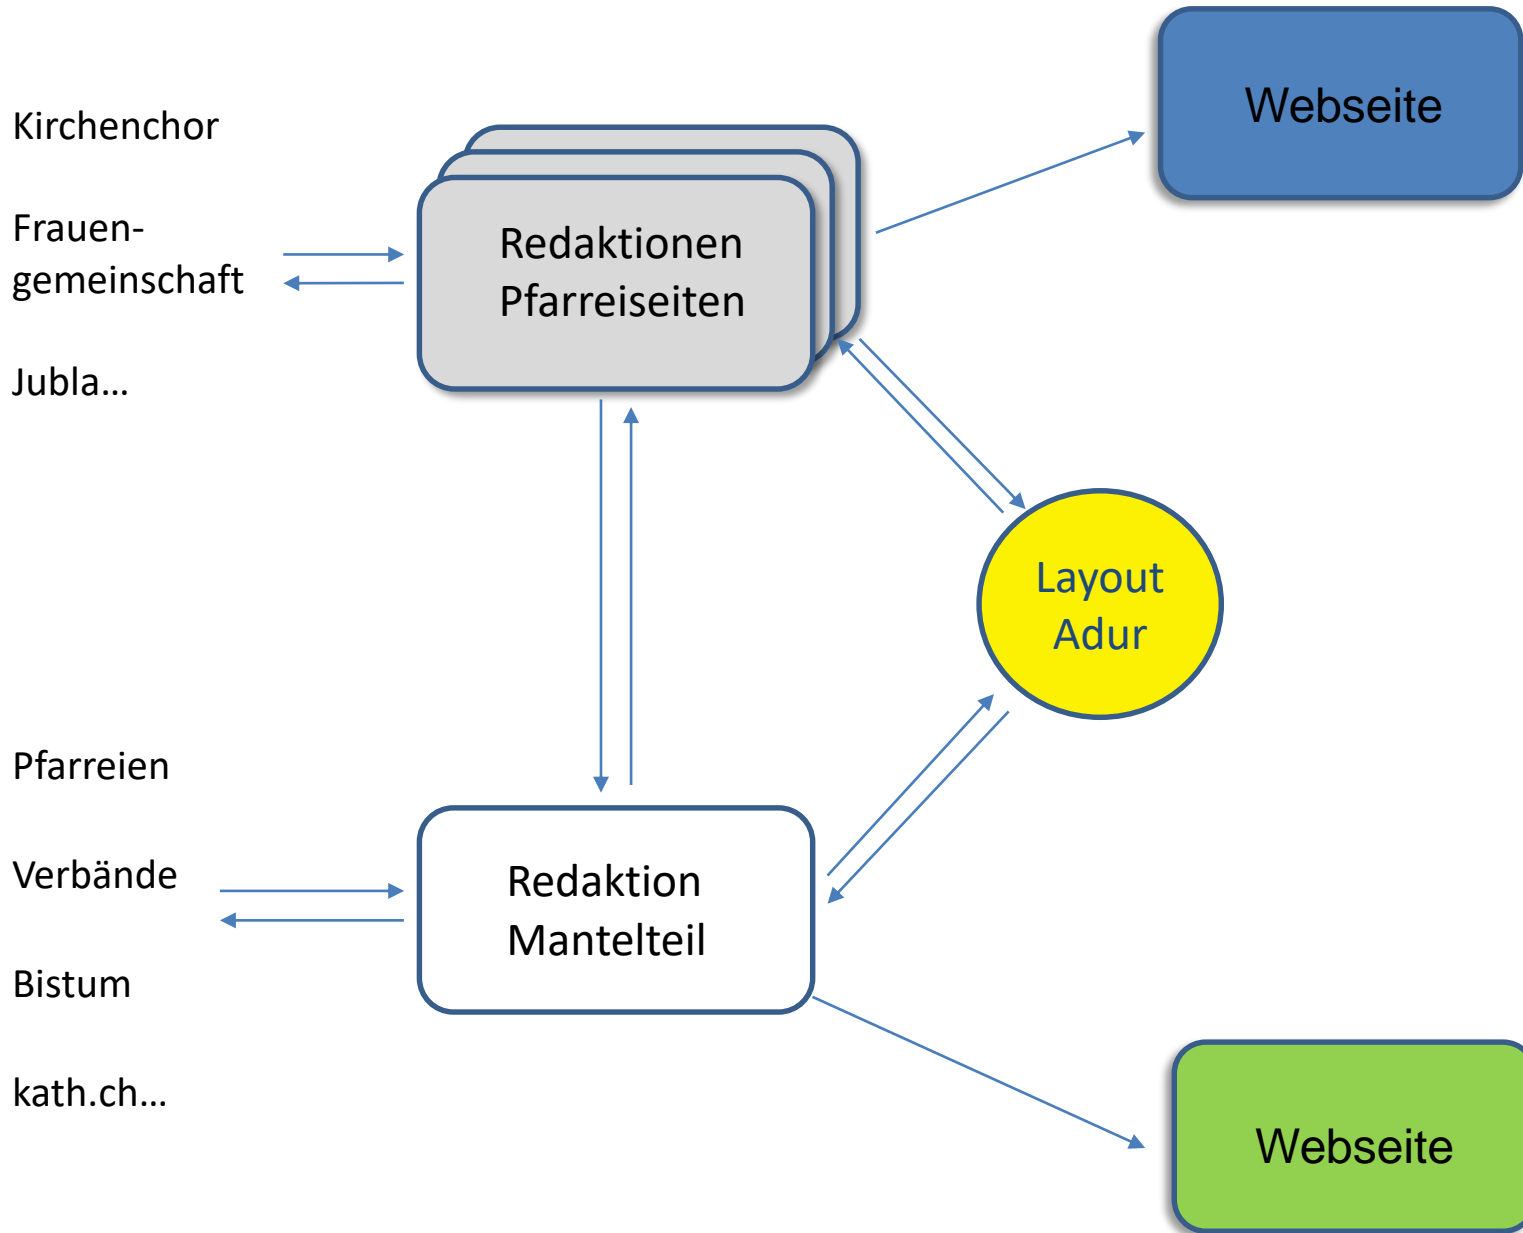 Webseite
Kirchenchor
Frauen-
gemeinschaft
Jubla…
Redaktionen
Pfarreiseiten
Layout
Adur
Pfarreien
Verbände
Bistum
kath.ch…
Redaktion
Mantelteil
Webseite